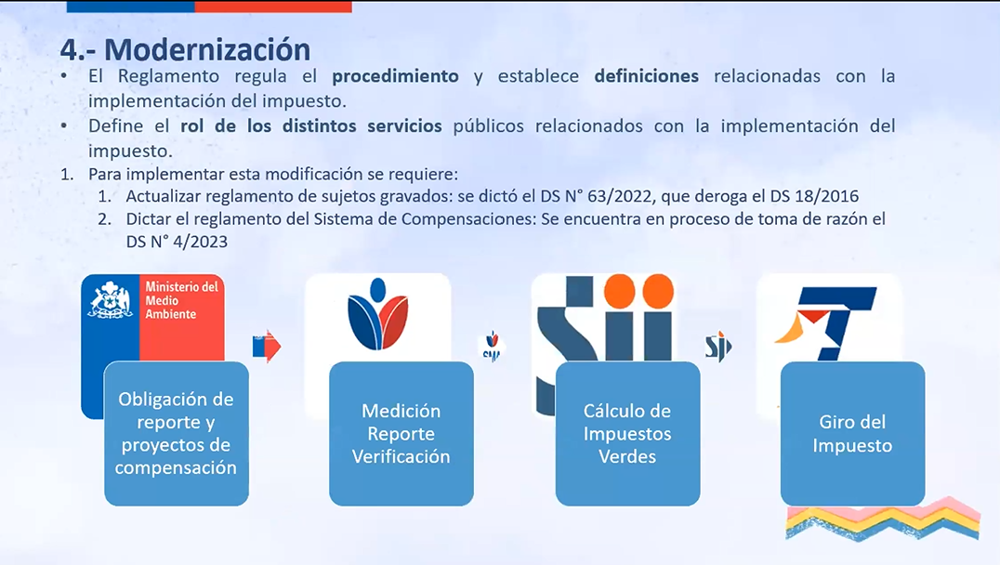 4.- Modernización
• El Reglamento regula el procedimiento y establece definiciones relacionadas con la
implementación del impuesto.
• Define el rol de los distintos servicios públicos relacionados con la implementación del
impuesto.
1. Para implementar esta modificación se requiere:
1. Actualizar reglamento de sujetos gravados: se dictó el DS N° 63/2022, que deroga el DS 18/2016
2. Dictar el reglamento del Sistema de Compensaciones: Se encuentra en proceso de toma de razón el
DS N° 4/2023
Ministerio del
Medio
Ambiente
Sii
T
Obligación de
reporte y
proyectos de
compensación
Medición
Reporte
Verificación
Cálculo de
Impuestos
Verdes
Giro del
Impuesto